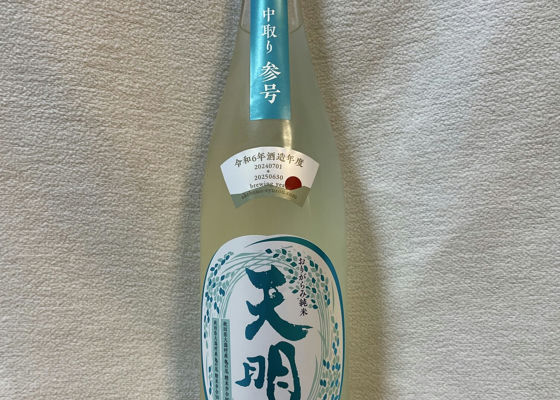 中取り 参号
令和6年酒造年度
20240701
20250630
brewing year
おりがらみ純米
天明